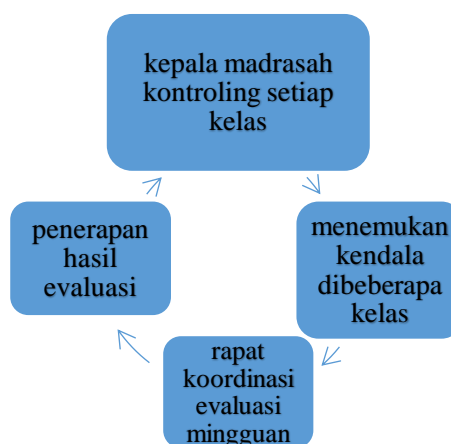 kepala madrasah
kontroling setiap
kelas
menemukan
kendala
dibeberapa
kelas
rapat
koordinasi
evaluasi
mingguan
penerapan
hasil
evaluasi